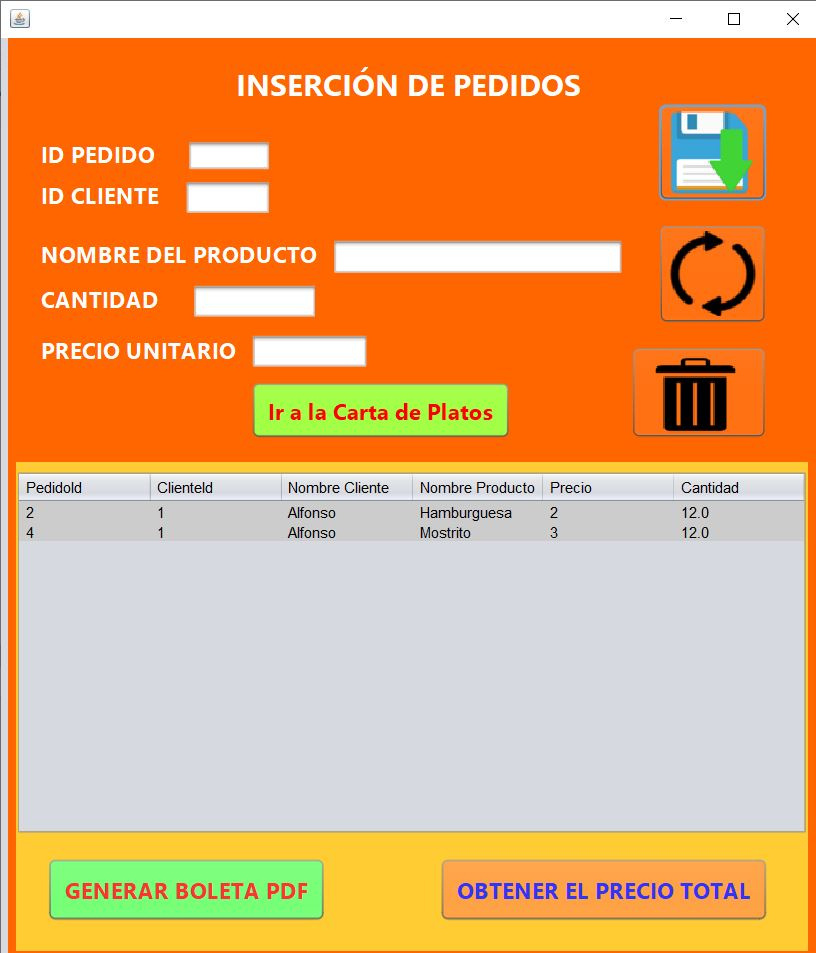 INSERCIÓN DE PEDIDOS
ID PEDIDO
ID CLIENTE
NOMBRE DEL PRODUCTO
CANTIDAD
PRECIO UNITARIO
Ir a la Carta de Platos
PedidoId ClienteId Nombre Cliente Nombre Producto Precio Cantidad
2 1 Alfonso Hamburguesa 2 12.0
4 1 Alfonso Mostrito 3 12.0
GENERAR BOLETA PDF OBTENER EL PRECIO TOTAL